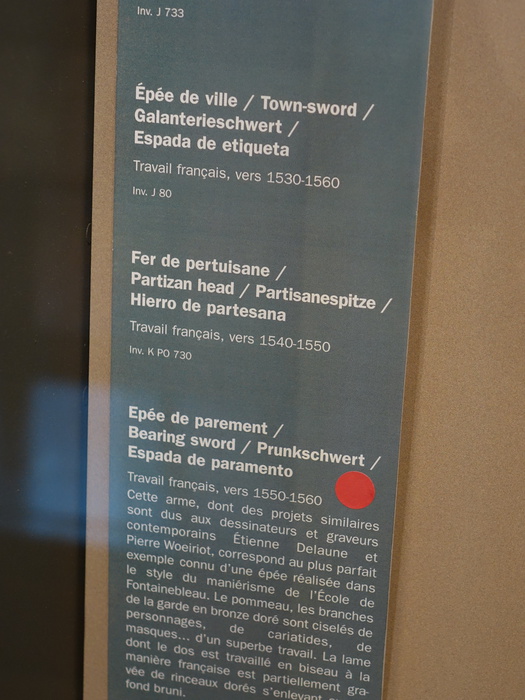 Inv. J 733
Épée de ville / Town-sword /
Galanterieschwert /
Espada de etiqueta
Travail français, vers 1530-1560
Inv. J 80
Fer de pertuisane /
Partizan head / Partisanespitze /
Hierro de partesana
Travail français, vers 1540-1550
Inv. K PO 730
Epée de parement /
Bearing sword / Prunkschwert /
Espada de paramento
Travail français, vers 1550-1560
Cette arme, dont des projets similaires
sont dus aux dessinateurs et graveurs
contemporains Étienne Delaune et
Pierre Woeiriot, correspond au plus parfait
exemple connu d'une épée réalisée dans
le style du maniérisme de l'École de
Fontainebleau. Le pommeau, les branches
de la garde en bronze doré sont ciselés de
personnages, de cariatides, de
masques... d'un superbe travail. La lame
dont le dos est travaillé en biseau à la
manière française est partiellement gra-
vée de rinceaux dorés s'enlevant
fond bruni.